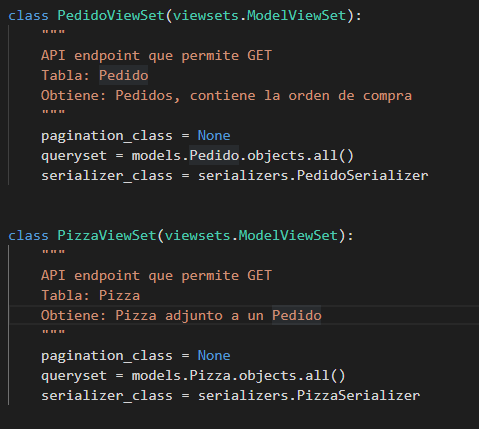 class PedidoViewSet(viewsets.ModelViewSet):
    """
    API endpoint que permite GET
    Tabla: Pedido
    Obtiene: Pedidos, contiene la orden de compra
    """
    pagination_class = None
    queryset = models.Pedido.objects.all()
    serializer_class = serializers.PedidoSerializer
class PizzaViewSet(viewsets.ModelViewSet):
    """
    API endpoint que permite GET
    Tabla: Pizza
    Obtiene: Pizza adjunto a un Pedido
    """
    pagination_class = None
    queryset = models.Pizza.objects.all()
    serializer_class = serializers.PizzaSerializer